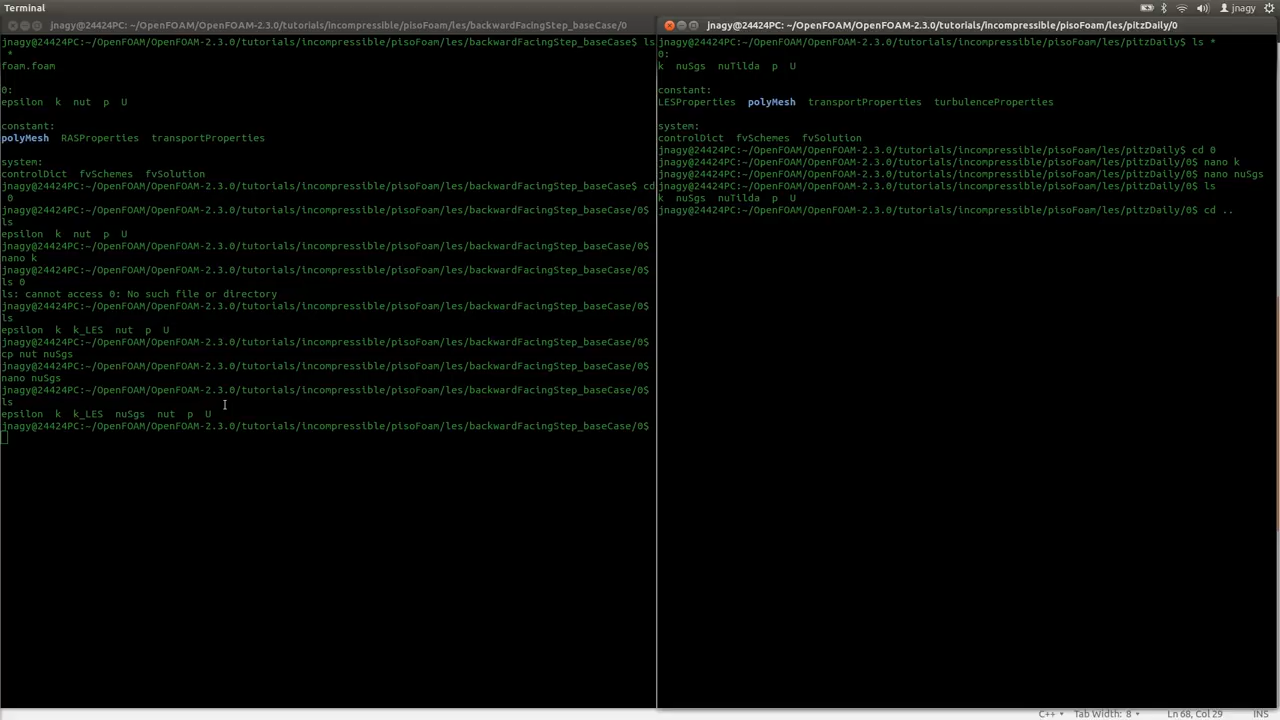 Terminal
jnagy
jnagy@24424PC: ~/OpenFOAM/OpenFOAM-2.3.0/tutorials/incompressible/pisoFoam/les/backwardFacingStep_baseCase/0
jnagy@24424PC:~/OpenFOAM/OpenFOAM-2.3.0/tutorials/incompressible/pisoFoam/les/backwardFacingStep_baseCase$ ls
*
foam.foam
0:
epsilon k nut p U
constant:
polyMesh RASProperties transportProperties
system:
controlDict fvSchemes fvSolution
jnagy@24424PC:~/OpenFOAM/OpenFOAM-2.3.0/tutorials/incompressible/pisoFoam/les/backwardFacingStep_baseCase$ cd
0
jnagy@24424PC:~/OpenFOAM/OpenFOAM-2.3.0/tutorials/incompressible/pisoFoam/les/backwardFacingStep_baseCase/0$
ls
epsilon k nut p U
jnagy@24424PC:~/OpenFOAM/OpenFOAM-2.3.0/tutorials/incompressible/pisoFoam/les/backwardFacingStep_baseCase/0$
nano k
jnagy@24424PC:~/OpenFOAM/OpenFOAM-2.3.0/tutorials/incompressible/pisoFoam/les/backwardFacingStep_baseCase/0$
ls 0
ls: cannot access 0: No such file or directory
jnagy@24424PC:~/OpenFOAM/OpenFOAM-2.3.0/tutorials/incompressible/pisoFoam/les/backwardFacingStep_baseCase/0$
ls
epsilon k k_LES nut p U
jnagy@24424PC:~/OpenFOAM/OpenFOAM-2.3.0/tutorials/incompressible/pisoFoam/les/backwardFacingStep_baseCase/0$
cp nut nuSgs
jnagy@24424PC:~/OpenFOAM/OpenFOAM-2.3.0/tutorials/incompressible/pisoFoam/les/backwardFacingStep_baseCase/0$
nano nuSgs
jnagy@24424PC:~/OpenFOAM/OpenFOAM-2.3.0/tutorials/incompressible/pisoFoam/les/backwardFacingStep_baseCase/0$
ls
epsilon k k_LES nuSgs nut p U
jnagy@24424PC:~/OpenFOAM/OpenFOAM-2.3.0/tutorials/incompressible/pisoFoam/les/backwardFacingStep_baseCase/0$
jnagy@24424PC: ~/OpenFOAM/OpenFOAM-2.3.0/tutorials/incompressible/pisoFoam/les/pitzDaily/0
jnagy@24424PC:~/OpenFOAM/OpenFOAM-2.3.0/tutorials/incompressible/pisoFoam/les/pitzDaily$ ls *
0:
k nuSgs nuTilda p U
constant:
LESProperties polyMesh transportProperties turbulenceProperties
system:
controlDict fvSchemes fvSolution
jnagy@24424PC:~/OpenFOAM/OpenFOAM-2.3.0/tutorials/incompressible/pisoFoam/les/pitzDaily$ cd 0
jnagy@24424PC:~/OpenFOAM/OpenFOAM-2.3.0/tutorials/incompressible/pisoFoam/les/pitzDaily/0$ nano k
jnagy@24424PC:~/OpenFOAM/OpenFOAM-2.3.0/tutorials/incompressible/pisoFoam/les/pitzDaily/0$ nano nuSgs
jnagy@24424PC:~/OpenFOAM/OpenFOAM-2.3.0/tutorials/incompressible/pisoFoam/les/pitzDaily/0$ ls
k nuSgs nuTilda p U
jnagy@24424PC:~/OpenFOAM/OpenFOAM-2.3.0/tutorials/incompressible/pisoFoam/les/pitzDaily/0$ cd ..
C++ Tab Width: 8 Ln 68, Col 29 INS